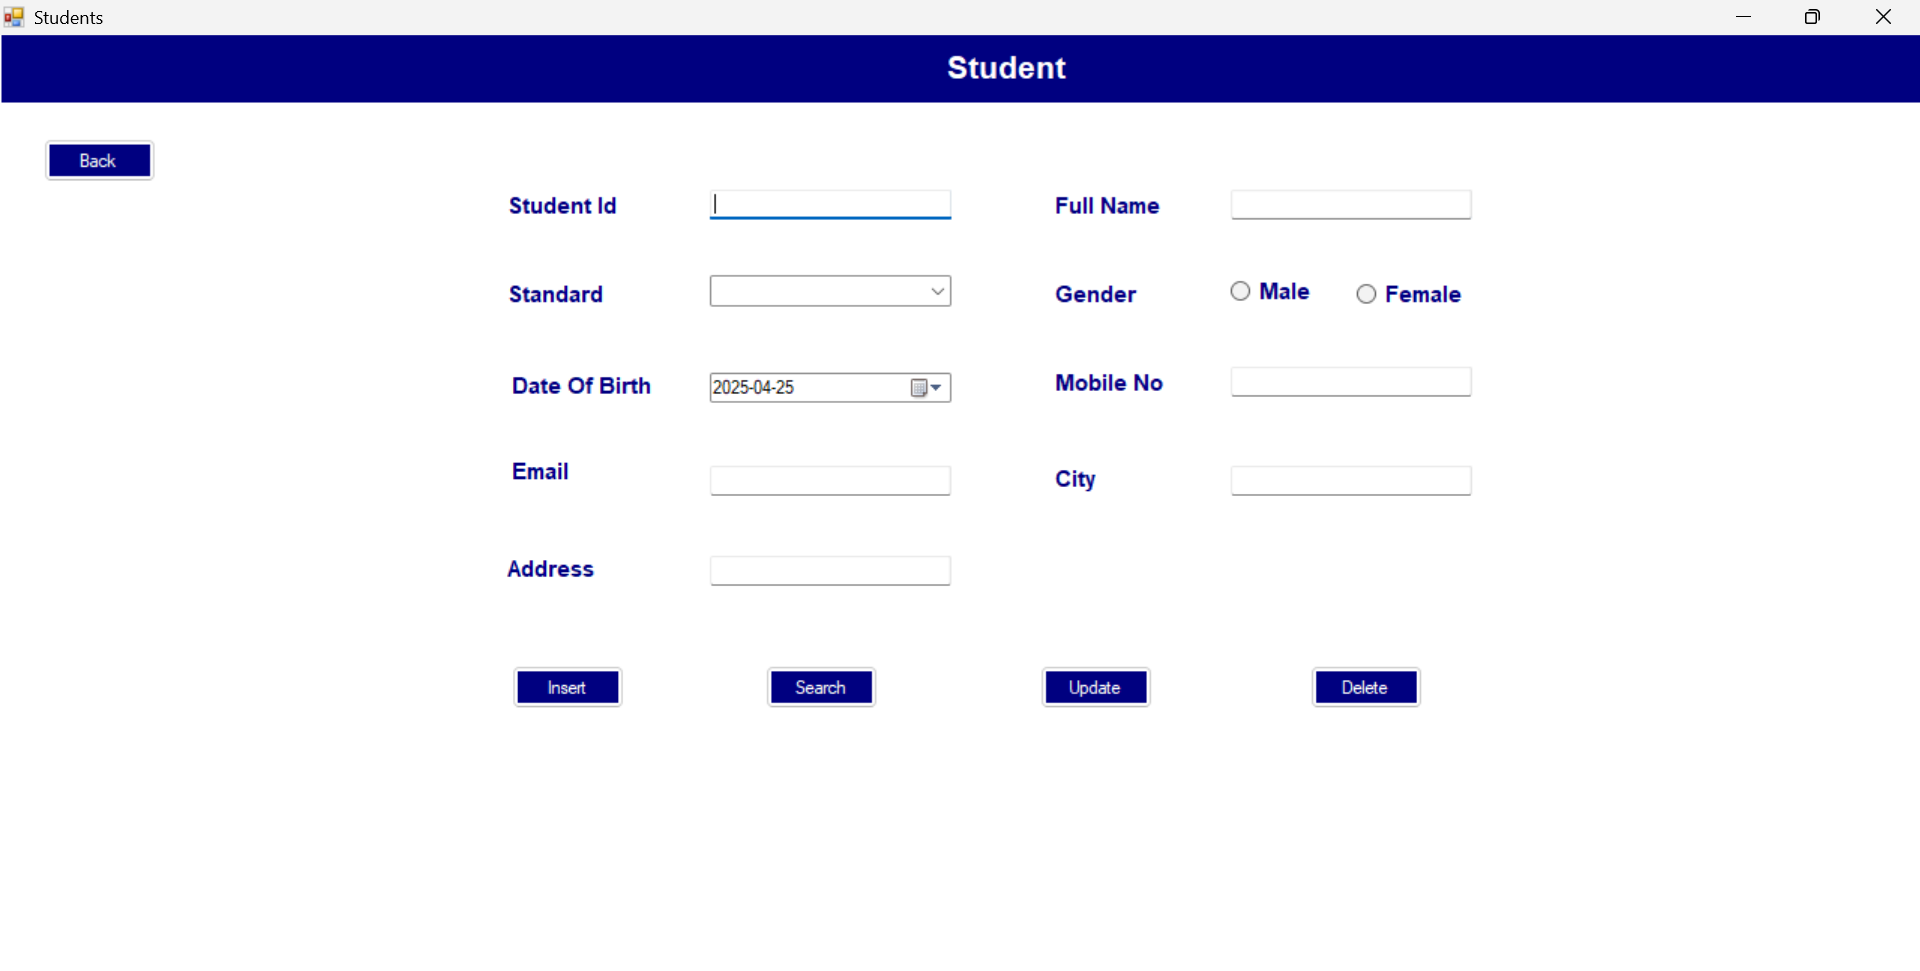 Students
Student
Back
Student Id
Full Name
Standard
Gender
Male
Female
Date Of Birth
2025-04-25
Mobile No
Email
City
Address
Insert
Search
Update
Delete